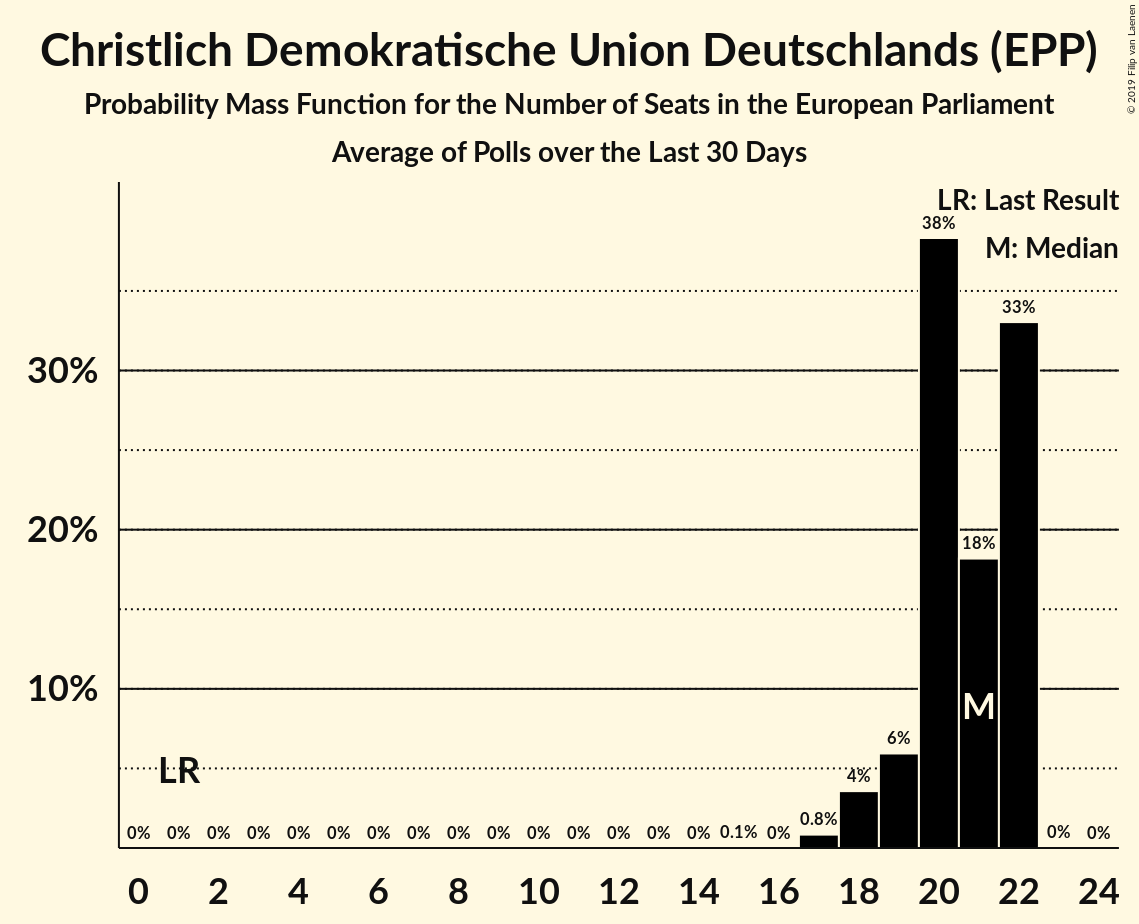 Christlich Demokratische Union Deutschlands (EPP)
Probability Mass Function for the Number of Seats in the European Parliament
Average of Polls over the Last 30 Days
© 2019 Filip van Laenen
LR: Last Result
M: Median
38%
33%
30%
20%
18%
10%
M
6%
LR
4%
0.8%
0% 0% 0% 0% 0% 0% 0% 0% 0% 0% 0% 0% 0% 0% 0% 0.1% 0% 0% 0%
0 2 4 6 8 10 12 14 16 18 20 22 24